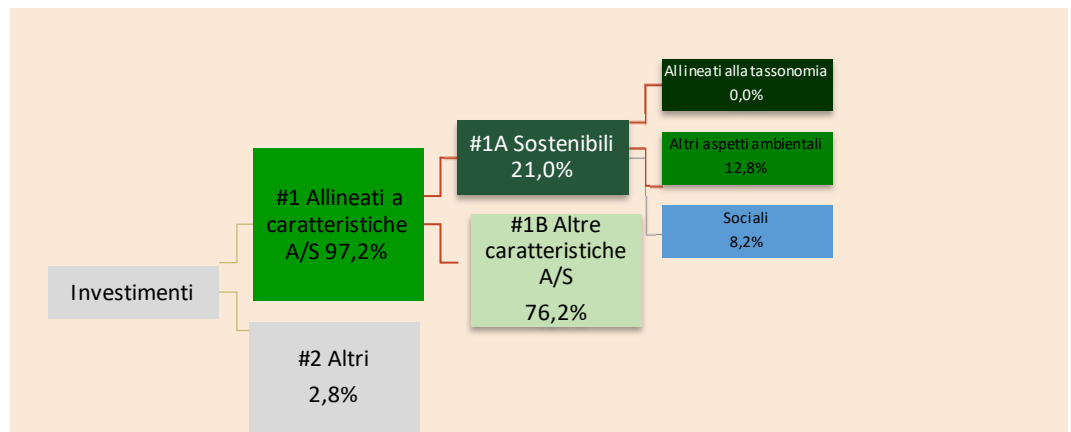 Investimenti
#1 Allineati a
caratteristiche
A/S 97,2%
#2 Altri
2,8%
#1A Sostenibili
21,0%
#1B Altre
caratteristiche
A/S
76,2%
Allineati alla tassonomia
0,0%
Altri aspetti ambientali
12,8%
Sociali
8,2%